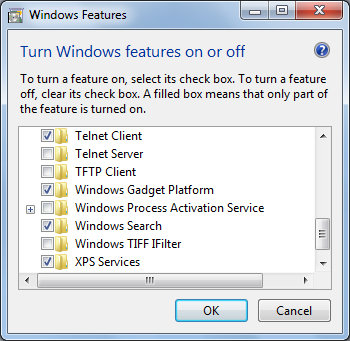 Windows Features
Turn Windows features on or off
To turn a feature on, select its check box. To turn a feature
off, clear its check box. A filled box means that only part of
the feature is turned on.
Telnet Client
Telnet Server
TFTP Client
Windows Gadget Platform
Windows Process Activation Service
Windows Search
Windows TIFF IFilter
XPS Services
OK
Cancel